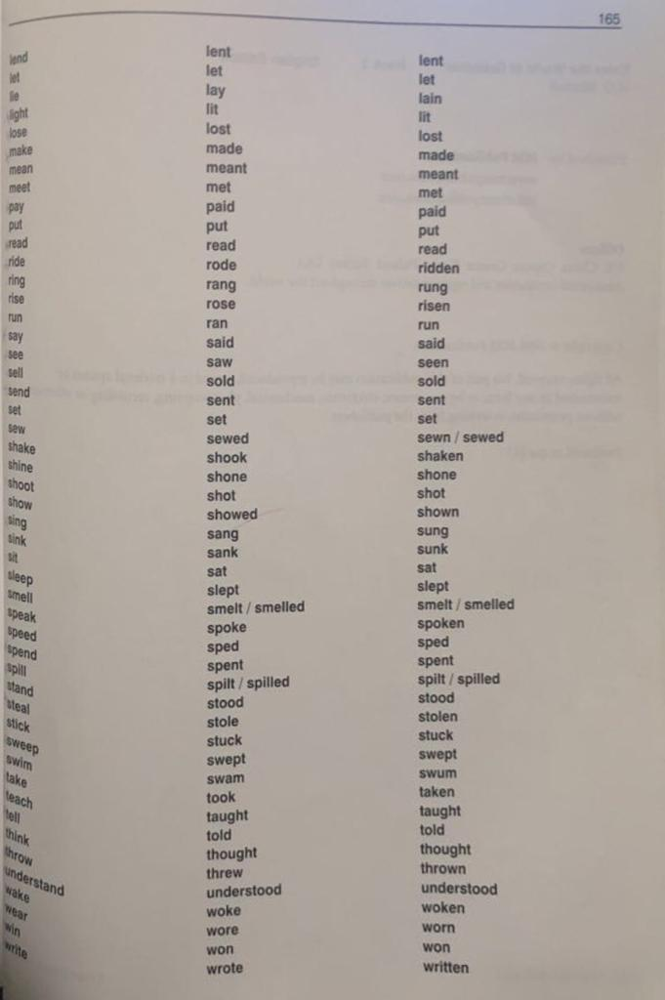 165
lend lent lent
let let let
lie lay lain
light lit lit
lose lost lost
make made made
mean meant meant
meet met met
pay paid paid
put put put
read read read
ride rode ridden
ring rang rung
rise rose risen
run ran run
say said said
see saw seen
sell sold sold
send sent sent
set set set
sew sewed sewn / sewed
shake shook shaken
shine shone shone
shoot shot shot
show showed shown
sing sang sung
sink sank sunk
sit sat sat
sleep slept slept
smell smelt / smelled smelt / smelled
speak spoke spoken
speed sped sped
spend spent spent
spill spilt / spilled spilt / spilled
stand stood stood
steal stole stolen
stick stuck stuck
sweep swept swept
swim swam swum
take took taken
teach taught taught
tell told told
think thought thought
throw threw thrown
understand understood understood
wake woke woken
wear wore worn
win won won
write wrote written